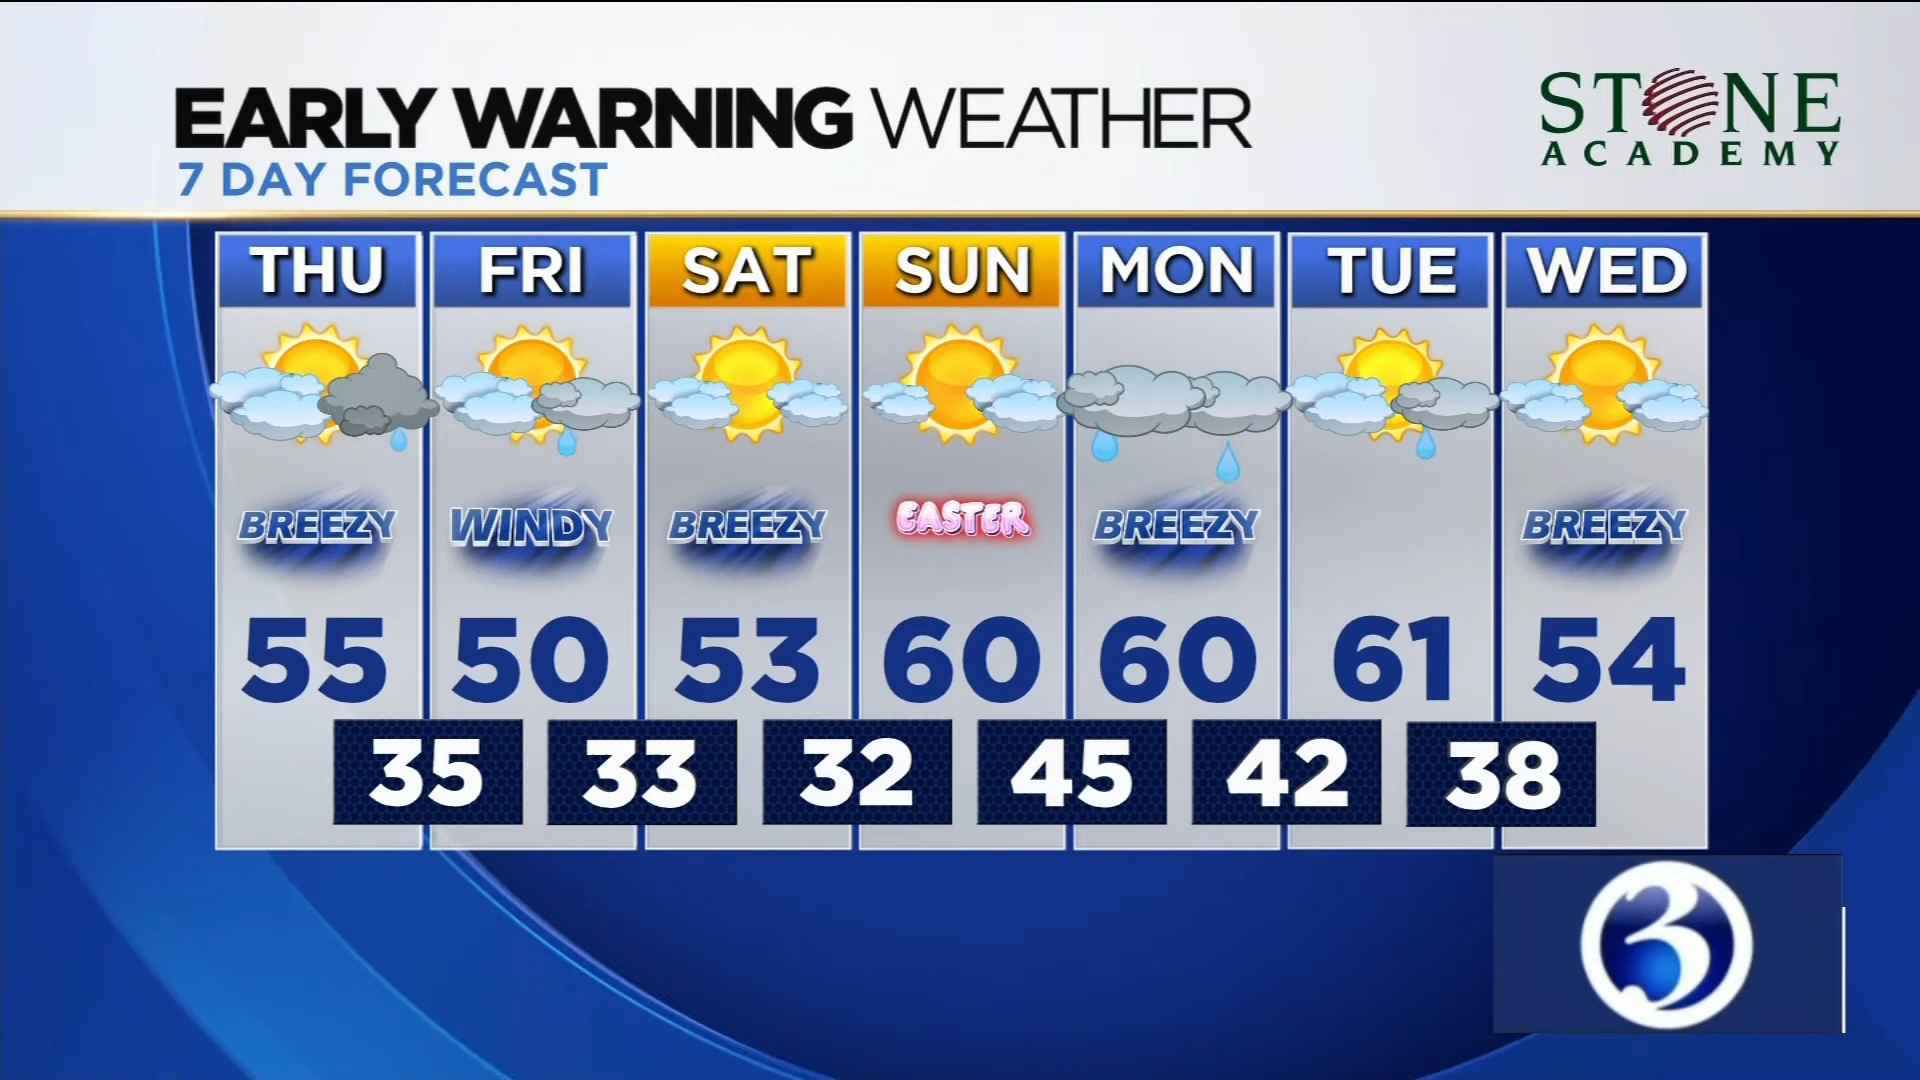 EARLY WARNING WEATHER
7 DAY FORECAST
STONE
ACADEMY
THU FRI SAT SUN MON TUE WED
BREEZY WINDY BREEZY EASTER BREEZY BREEZY
55 50 53 60 60 61 54
35 33 32 45 42 38
3